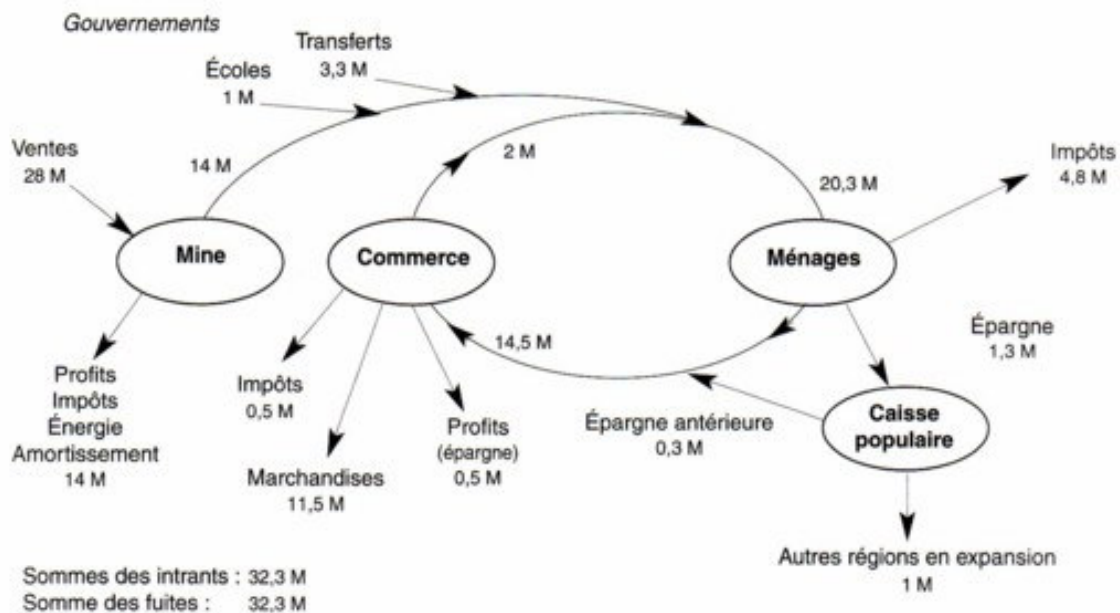 Gouvernements
Transferts
3,3 M
Écoles
1 M
Ventes
28 M
14 M
2 M
20,3 M
Impôts
4,8 M
Mine
Commerce
Ménages
Profits
Impôts
Énergie
Amortissement
14 M
Impôts
0,5 M
Marchandises
11,5 M
Profits
(épargne)
0,5 M
14,5 M
Épargne
1,3 M
Épargne antérieure
0,3 M
Caisse
populaire
Autres régions en expansion
1 M
Sommes des intrants : 32,3 M
Somme des fuites : 32,3 M